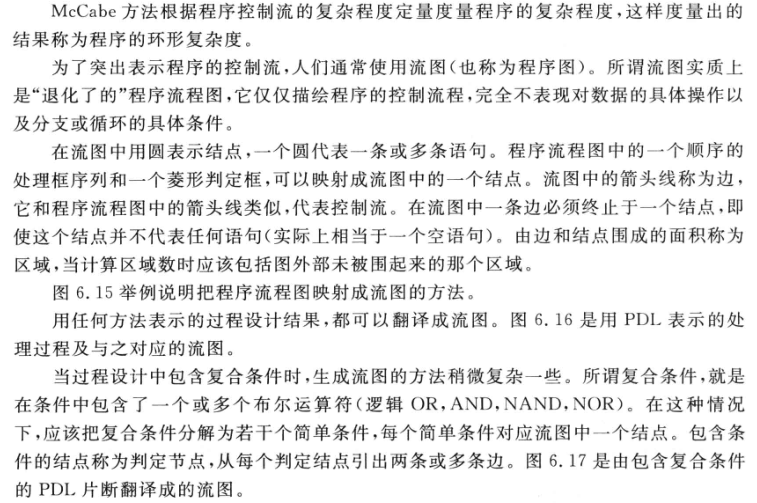 McCabe 方法根据程序控制流的复杂程度定量度量程序的复杂程度,这样度量出的
结果称为程序的环形复杂度。
为了突出表示程序的控制流,人们通常使用流图(也称为程序图)。所谓流图实质上
是“退化了的”程序流程图,它仅仅描绘程序的控制流程,完全不表现对数据的具体操作以
及分支或循环的具体条件。
在流图中用圆表示结点,一个圆代表一条或多条语句。程序流程图中的一个顺序的
处理框序列和一个菱形判定框,可以映射成流图中的一个结点。流图中的箭头线称为边,
它和程序流程图中的箭头线类似,代表控制流。在流图中一条边必须终止于一个结点,即
使这个结点并不代表任何语句(实际上相当于一个空语句)。由边和结点围成的面积称为
区域,当计算区域数时应该包括图外部未被围起来的那个区域。
图 6.15 举例说明把程序流程图映射成流图的方法。
用任何方法表示的过程设计结果,都可以翻译成流图。图 6.16 是用 PDL 表示的处
理过程及与之对应的流图。
当过程设计中包含复合条件时,生成流图的方法稍微复杂一些。所谓复合条件,就是
在条件中包含了一个或多个布尔运算符(逻辑 OR,AND,NAND,NOR)。在这种情况
下,应该把复合条件分解为若干个简单条件,每个简单条件对应流图中一个结点。包含条
件的结点称为判定节点,从每个判定结点引出两条或多条边。图 6.17 是由包含复合条件
的 PDL 片断翻译成的流图。